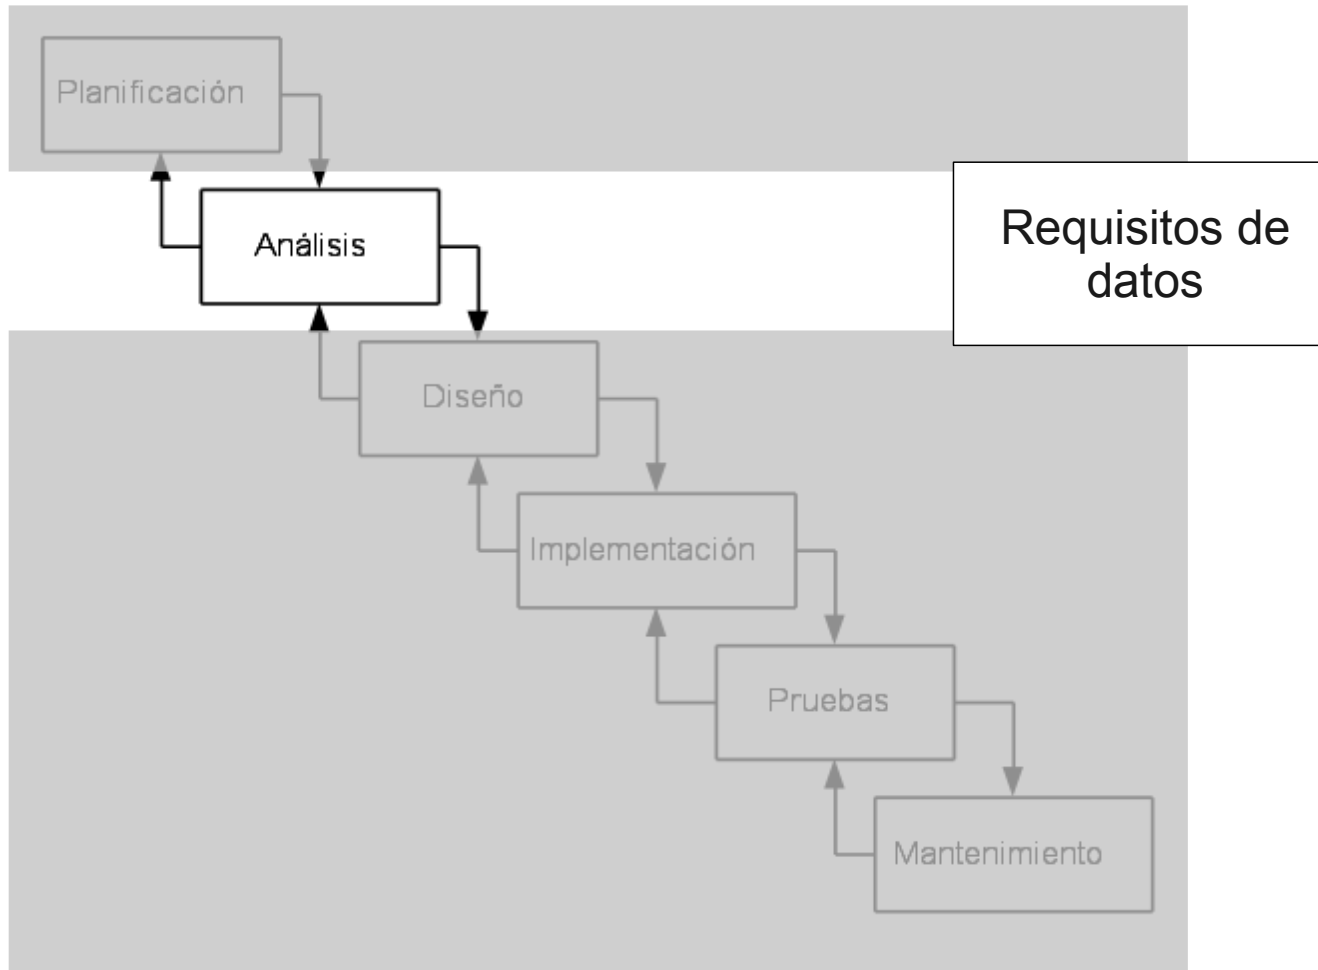 Planificación
Requisitos de
datos
Análisis
Diseño
Implementación
Pruebas
Mantenimiento